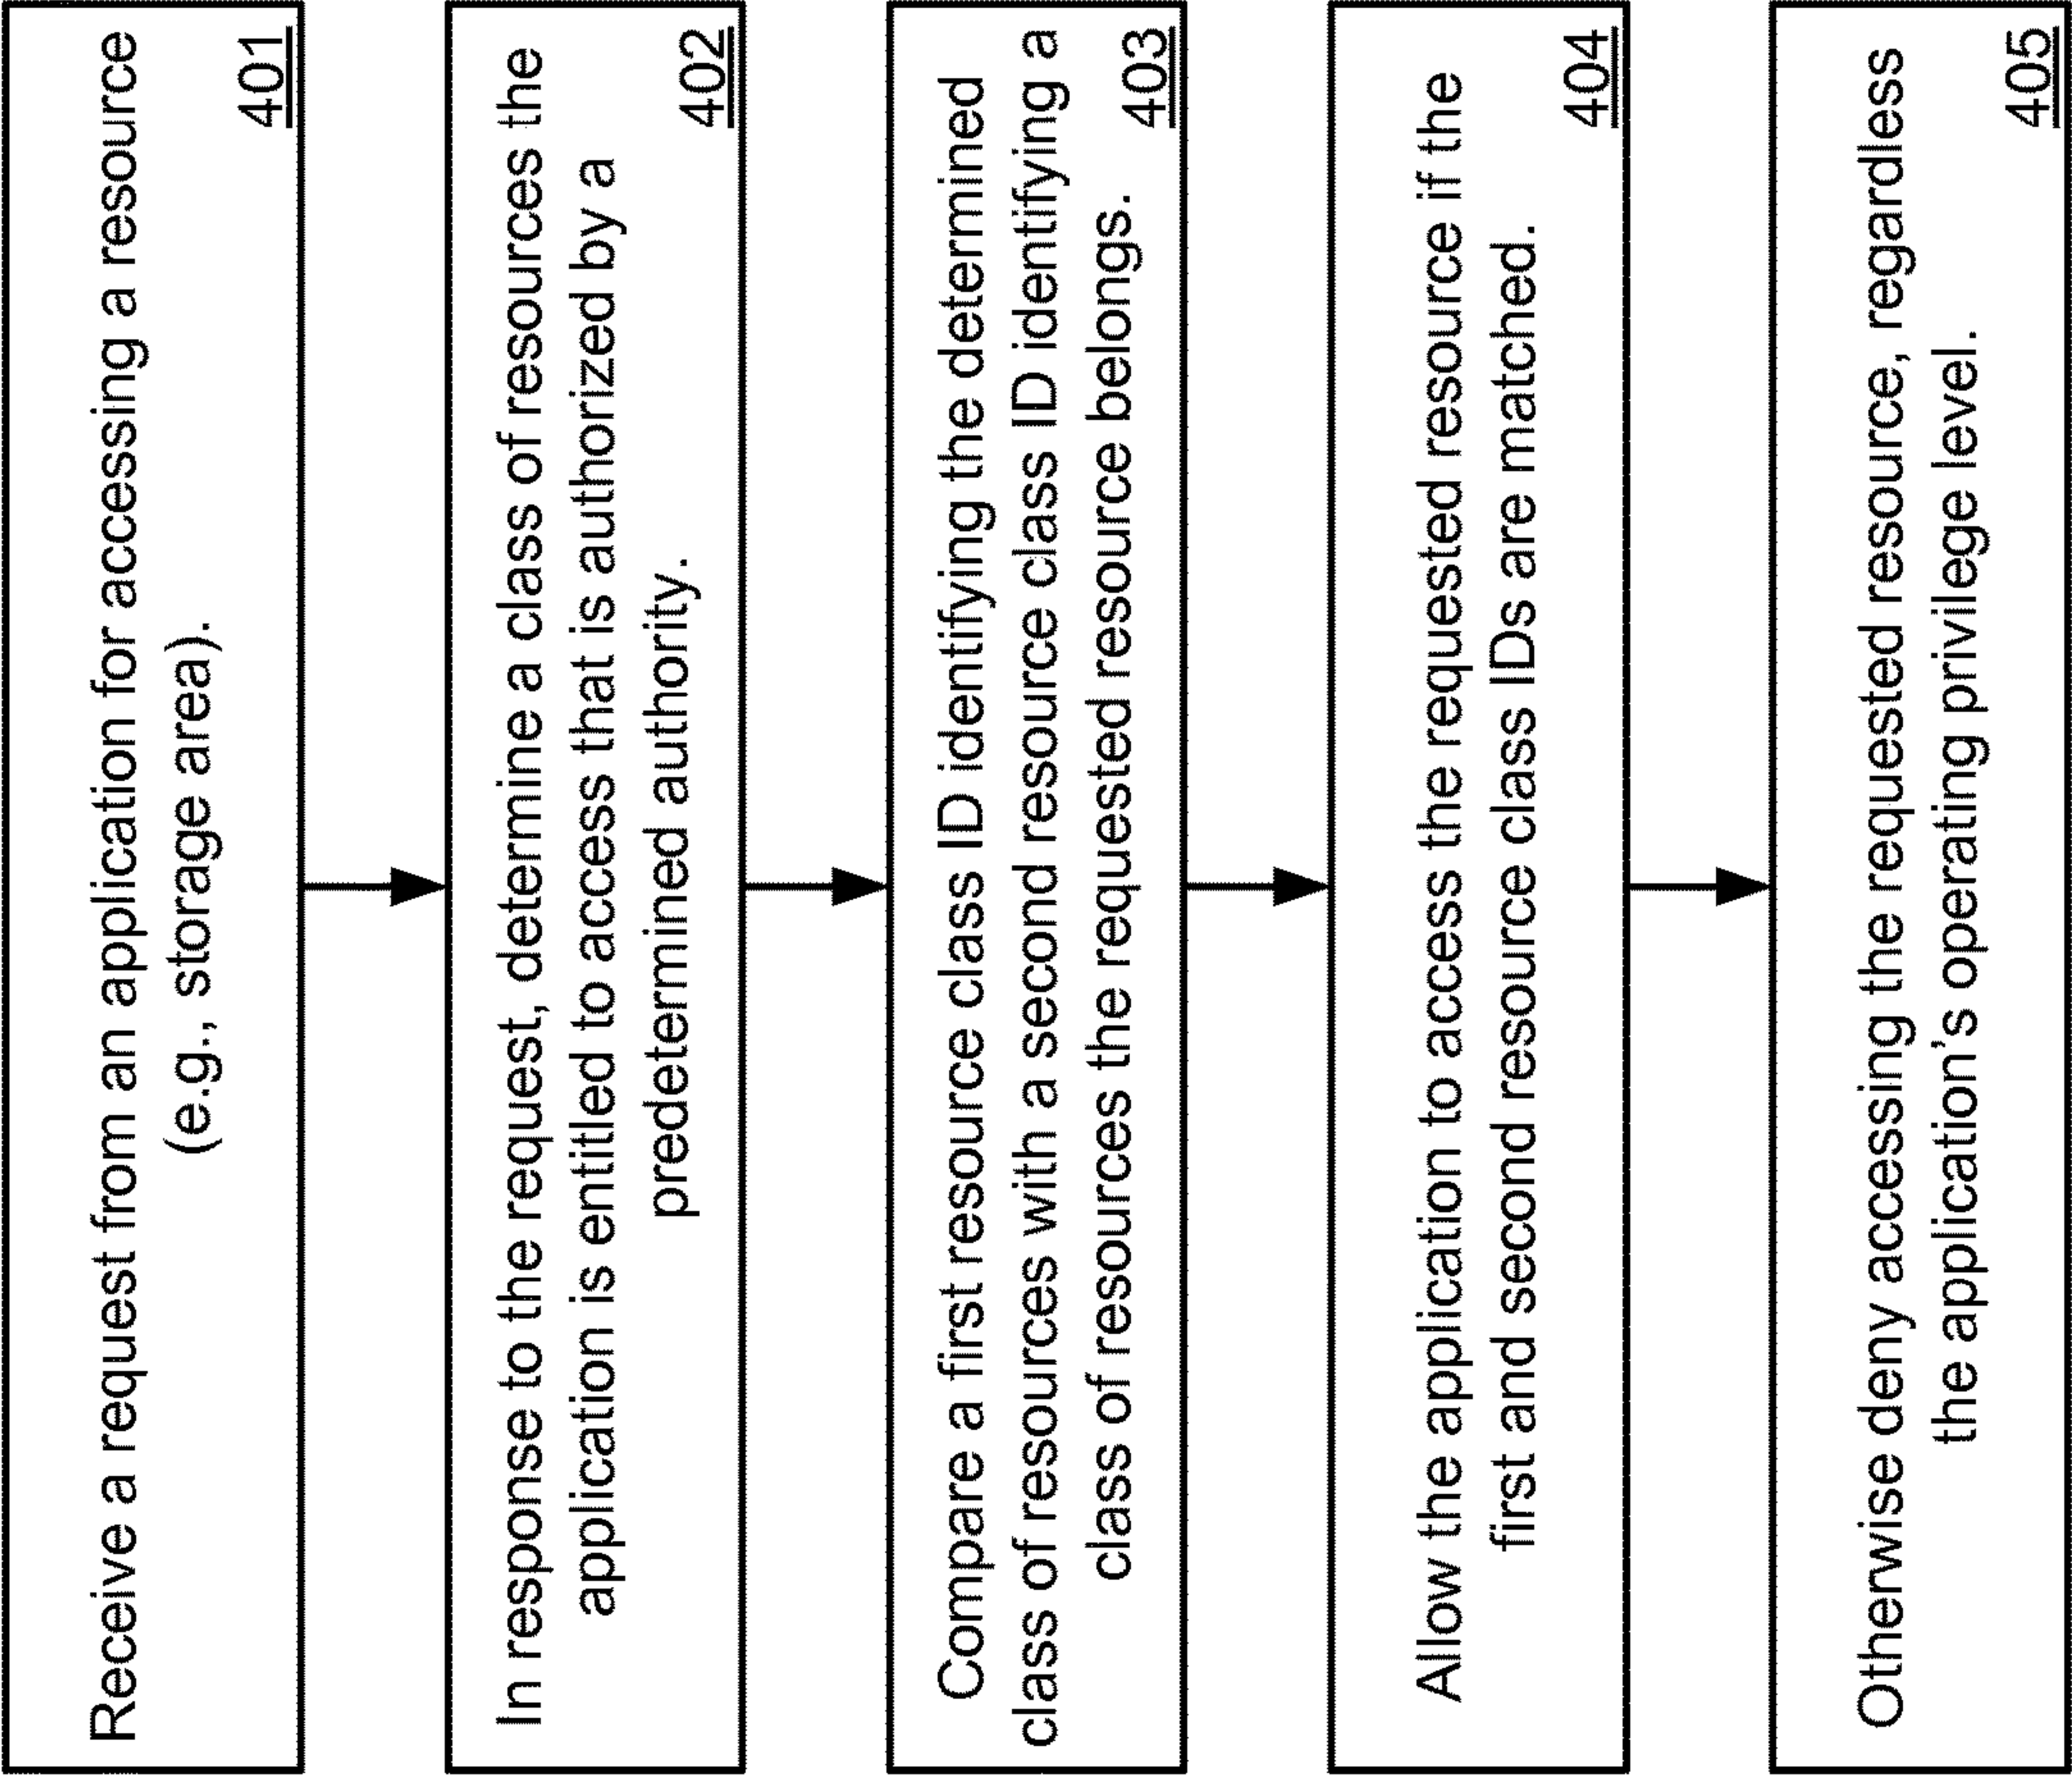 Receive a request from an application for accessing a resource
(e.g., storage area).
401
In response to the request, determine a class of resources the
application is entitled to access that is authorized by a
predetermined authority.
402
Compare a first resource class ID identifying the determined
class of resources with a second resource class ID identifying a
class of resources the requested resource belongs.
403
Allow the application to access the requested resource if the
first and second resource class IDs are matched.
404
Otherwise deny accessing the requested resource, regardless
the application's operating privilege level.
405